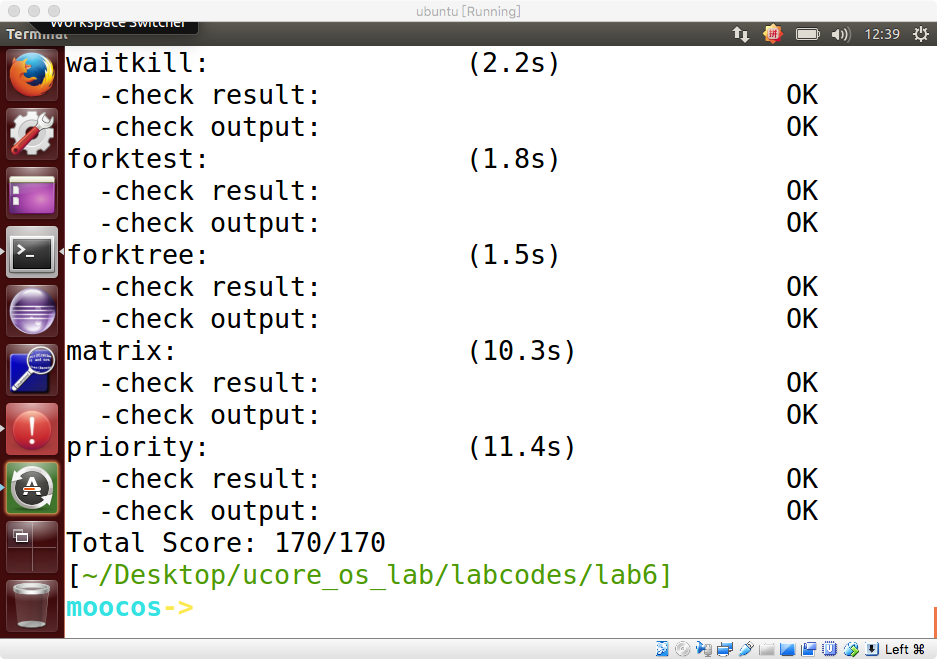 ubuntu [Running]
Workspace Switcher
Terminal
12:39
waitkill: (2.2s)
-check result: OK
-check output: OK
forktest: (1.8s)
-check result: OK
-check output: OK
forktree: (1.5s)
-check result: OK
-check output: OK
matrix: (10.3s)
-check result: OK
-check output: OK
priority: (11.4s)
-check result: OK
-check output: OK
Total Score: 170/170
[~/Desktop/ucore_os_lab/labcodes/lab6]
moocos->
Left ⌘